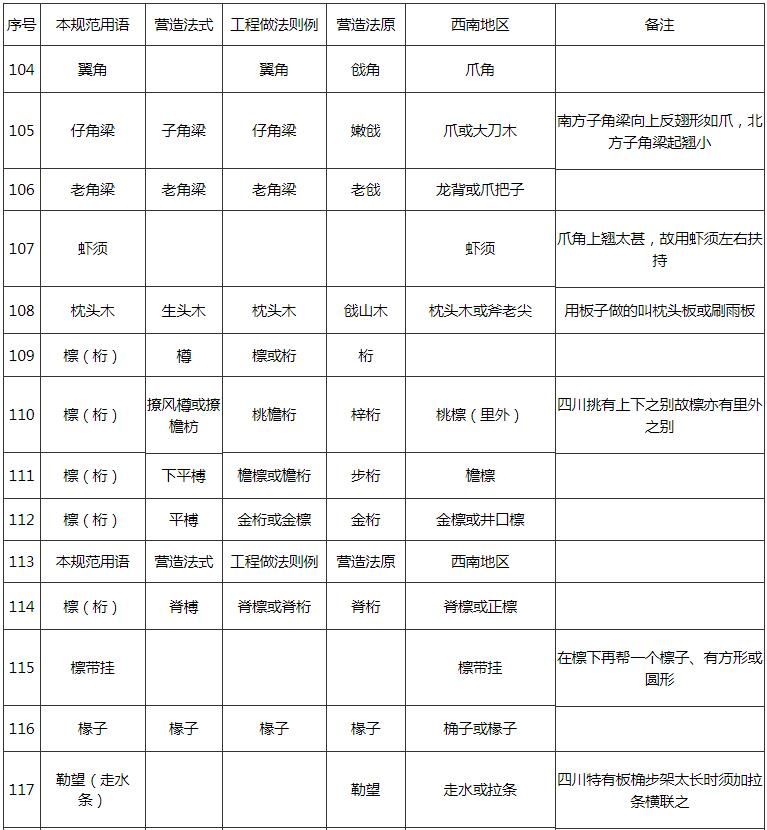 序号 本规范用语 营造法式 工程做法则例 营造法原 西南地区 备注
104 翼角 翼角 戗角 爪角
105 仔角梁 子角梁 仔角梁 嫩戗 爪或大刀木 南方子角梁向上反翅形如爪，北
方子角梁起翘小
106 老角梁 老角梁 老角梁 老戗 龙背或爪把子
107 虾须 虾须 爪角上翘太甚，故用虾须左右扶
持
108 枕头木 生头木 枕头木 戗山木 枕头木或斧老尖 用板子做的叫枕头板或刷雨板
109 檩（桁） 樽 檩或桁 桁
110 檩（桁） 撩风樽或撩
檐枋 桃檐桁 梓桁 桃檩（里外） 四川挑有上下之别故檩亦有里外
之别
111 檩（桁） 下平榑 檐檩或檐桁 步桁 檐檩
112 檩（桁） 平榑 金桁或金檩 金桁 金檩或井口檩
113 本规范用语 营造法式 工程做法则例 营造法原 西南地区
114 檩（桁） 脊榑 脊檩或脊桁 脊桁 脊檩或正檩
115 檩带挂 檩带挂 在檩下再帮一个檩子、有方形或
圆形
116 椽子 椽子 椽子 椽子 桷子或椽子
117 勒望（走水
条） 勒望 走水或拉条 四川特有板桷步架太长时须加拉
条横联之